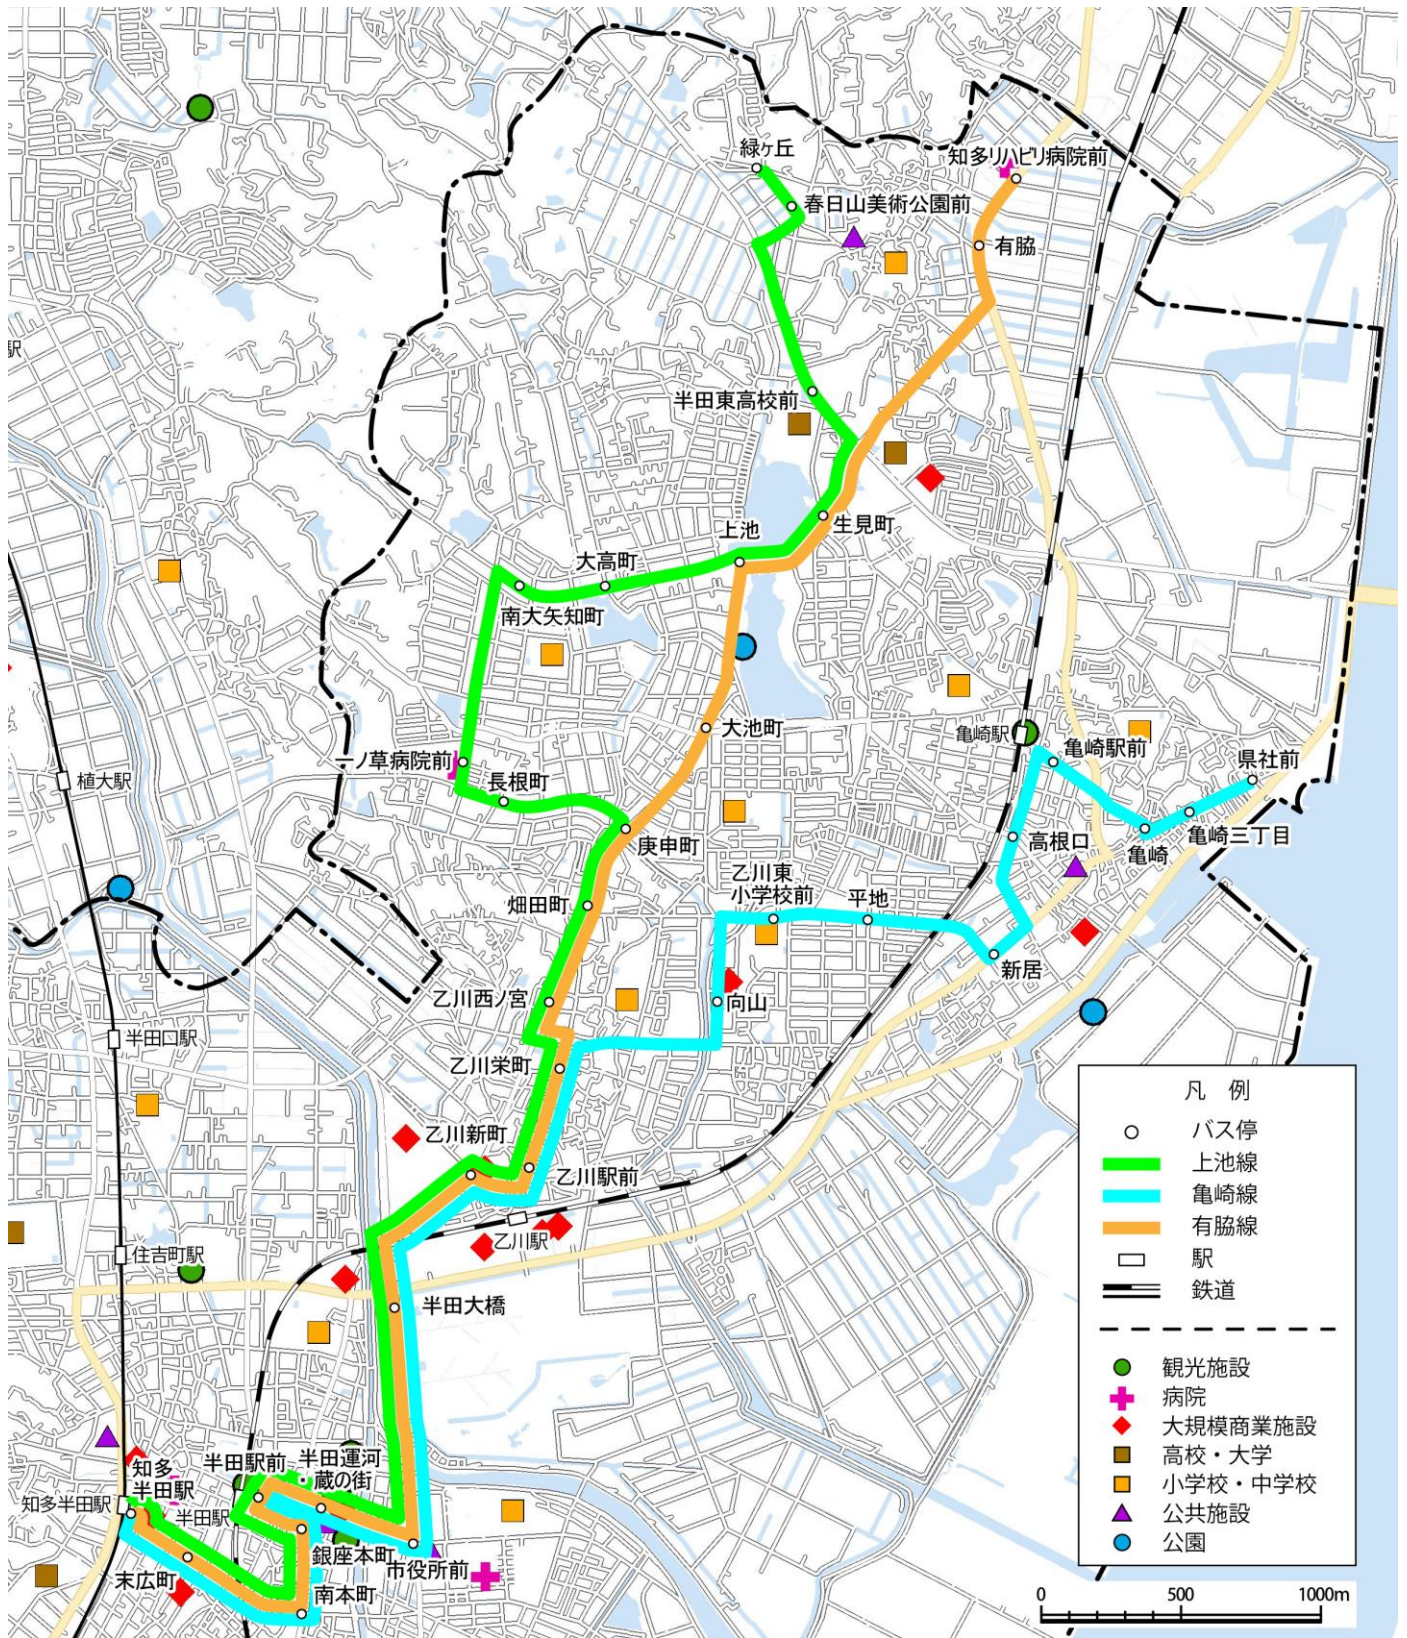 緑ヶ丘
知多リハビリ病院前
春日山美術公園前
有脇
駅
半田東高校前
生見町
上池
大高町
南大矢知町
大池町
亀崎駅
亀崎駅前
県社前
一ノ草病院前
長根町
植大駅
庚申町
高根口
亀崎
亀崎三丁目
乙川東
小学校前
平地
畑田町
新居
乙川西ノ宮
向山
半田口駅
乙川栄町
乙川新町
乙川駅前
乙川駅
住吉町駅
半田大橋
知多
半田駅
半田駅前
半田運河
・蔵の街
知多半田駅
半田駅
銀座本町
市役所前
末広町
南本町
凡 例
バス停
上池線
亀崎線
有脇線
駅
鉄道
観光施設
病院
大規模商業施設
高校・大学
小学校・中学校
公共施設
公園
0 500 1000m